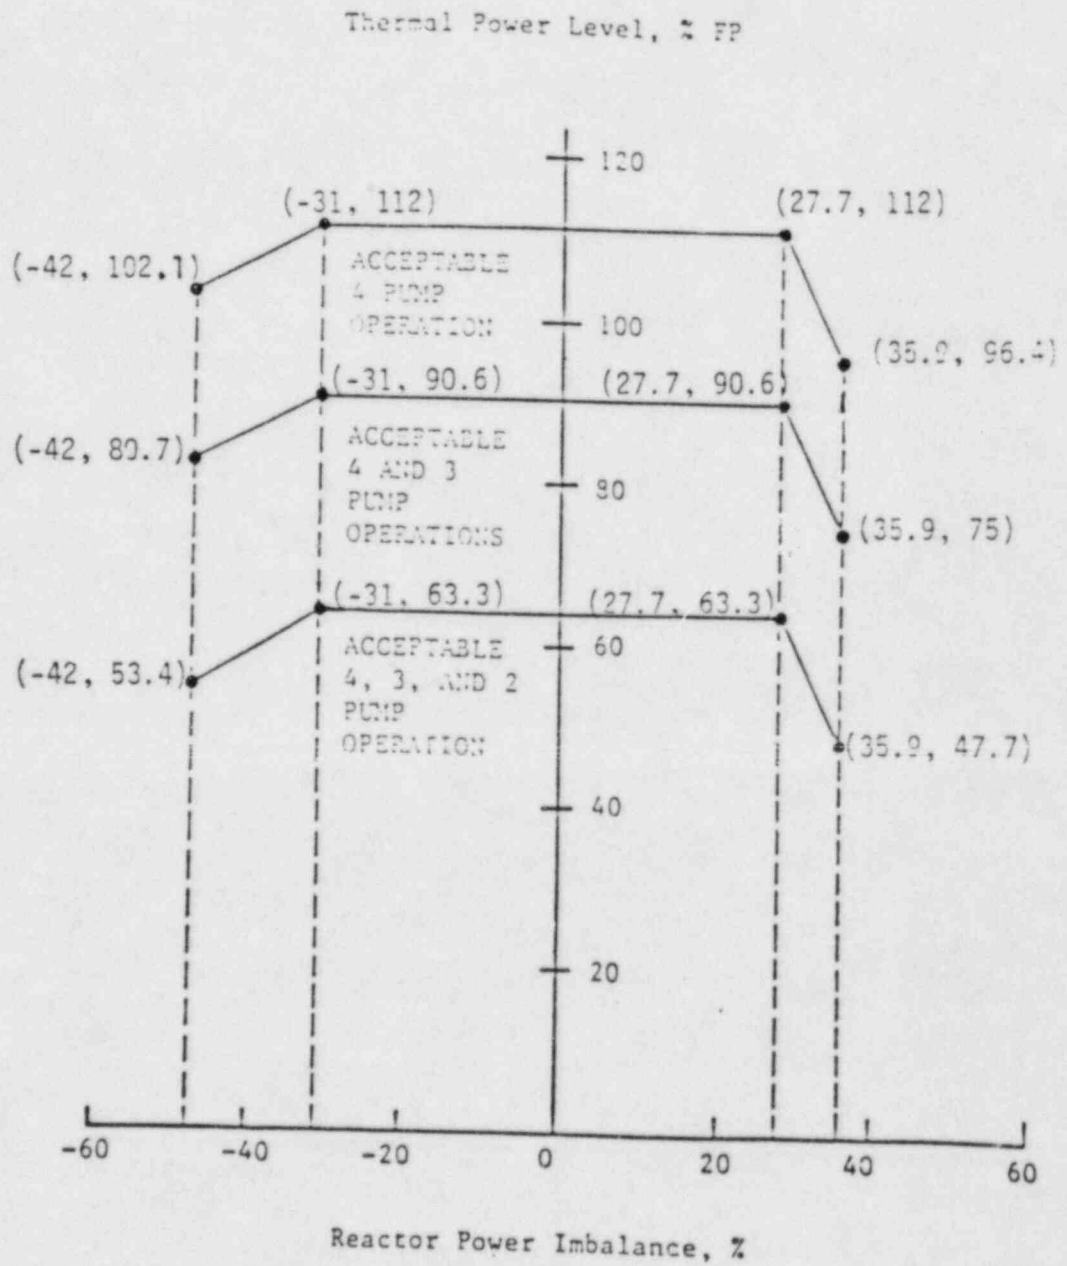 Thermal Power Level, % FP
120
(-31, 112)
(27.7, 112)
(-42, 102.1)
ACCEPTABLE
4 PUMP
OPERATION
100
(35.9, 96.4)
(-31, 90.6)
(27.7, 90.6)
(-42, 80.7)
ACCEPTABLE
4 AND 3
PUMP
OPERATIONS
80
(35.9, 75)
(-31, 63.3)
(27.7, 63.3)
(-42, 53.4)
ACCEPTABLE
4, 3, AND 2
PUMP
OPERATION
60
(35.9, 47.7)
40
20
-60 -40 -20 0 20 40 60
Reactor Power Imbalance, %